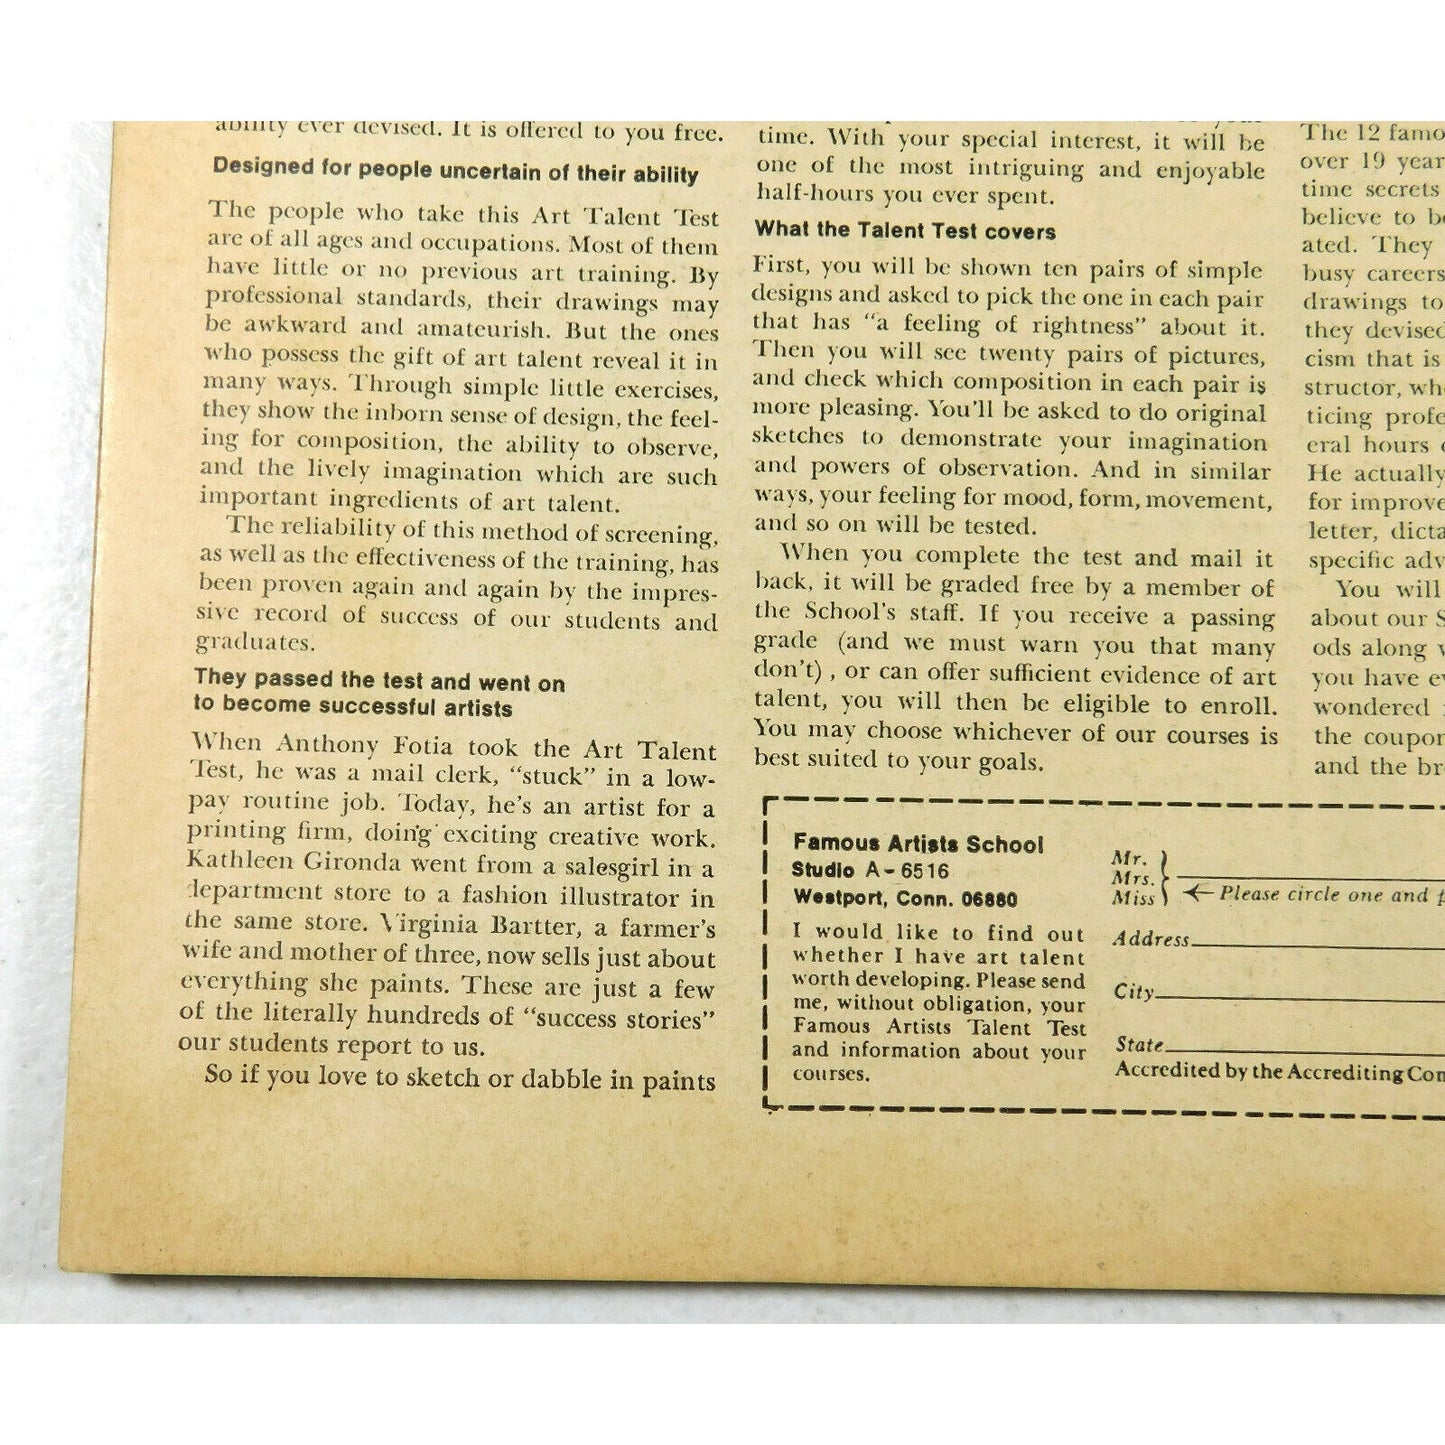 ability ever devised. It is offered to you free.
Designed for people uncertain of their ability
The people who take this Art Talent Test
are of all ages and occupations. Most of them
have little or no previous art training. By
professional standards, their drawings may
be awkward and amateurish. But the ones
who possess the gift of art talent reveal it in
many ways. Through simple little exercises,
they show the inborn sense of design, the feel-
ing for composition, the ability to observe,
and the lively imagination which are such
important ingredients of art talent.
The reliability of this method of screening,
as well as the effectiveness of the training, has
been proven again and again by the impres-
sive record of success of our students and
graduates.
They passed the test and went on
to become successful artists
When Anthony Fotia took the Art Talent
Test, he was a mail clerk, "stuck" in a low-
pay routine job. Today, he's an artist for a
printing firm, doing exciting creative work.
Kathleen Gironda went from a salesgirl in a
department store to a fashion illustrator in
the same store. Virginia Bartter, a farmer's
wife and mother of three, now sells just about
everything she paints. These are just a few
of the literally hundreds of "success stories"
our students report to us.
So if you love to sketch or dabble in paints
time. With your special interest, it will be
one of the most intriguing and enjoyable
half-hours you ever spent.
What the Talent Test covers
First, you will be shown ten pairs of simple
designs and asked to pick the one in each pair
that has "a feeling of rightness" about it.
Then you will see twenty pairs of pictures,
and check which composition in each pair is
more pleasing. You'll be asked to do original
sketches to demonstrate your imagination
and powers of observation. And in similar
ways, your feeling for mood, form, movement,
and so on will be tested.
When you complete the test and mail it
back, it will be graded free by a member of
the School's staff. If you receive a passing
grade (and we must warn you that many
don't), or can offer sufficient evidence of art
talent, you will then be eligible to enroll.
You may choose whichever of our courses is
best suited to your goals.
The 12 famo
over 19 year
time secrets
believe to b
ated. They
busy careers
drawings to
they devised
cism that is
structor, wh
ticing profe
eral hours
He actually
for improve
letter, dicta
specific adv
You will
about our S
ods along
you have ev
wondered
the coupon
and the br
Famous Artists School
Studio A-6516
Westport, Conn. 06880
I would like to find out
whether I have art talent
worth developing. Please send
me, without obligation, your
Famous Artists Talent Test
and information about your
courses.
Mr.
Mrs.
Miss
Please circle one and p
Address
City
State
Accredited by the Accrediting Com